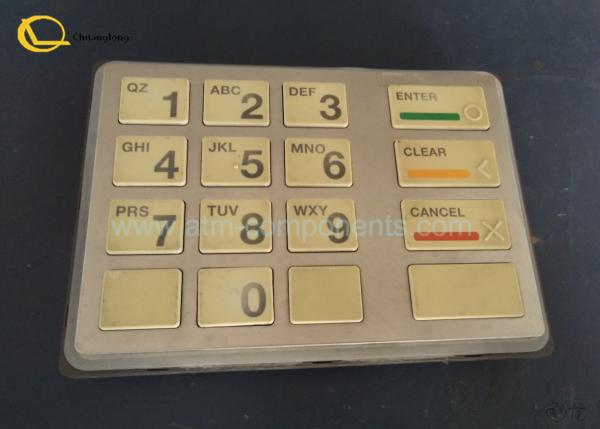 Chuanglong
QZ 1 ABC 2 DEF 3 ENTER
GHI 4 JKL 5 MNO 6 CLEAR
PRS 7 TUV 8 WXY 9 CANCEL
www.atm-components.com
0